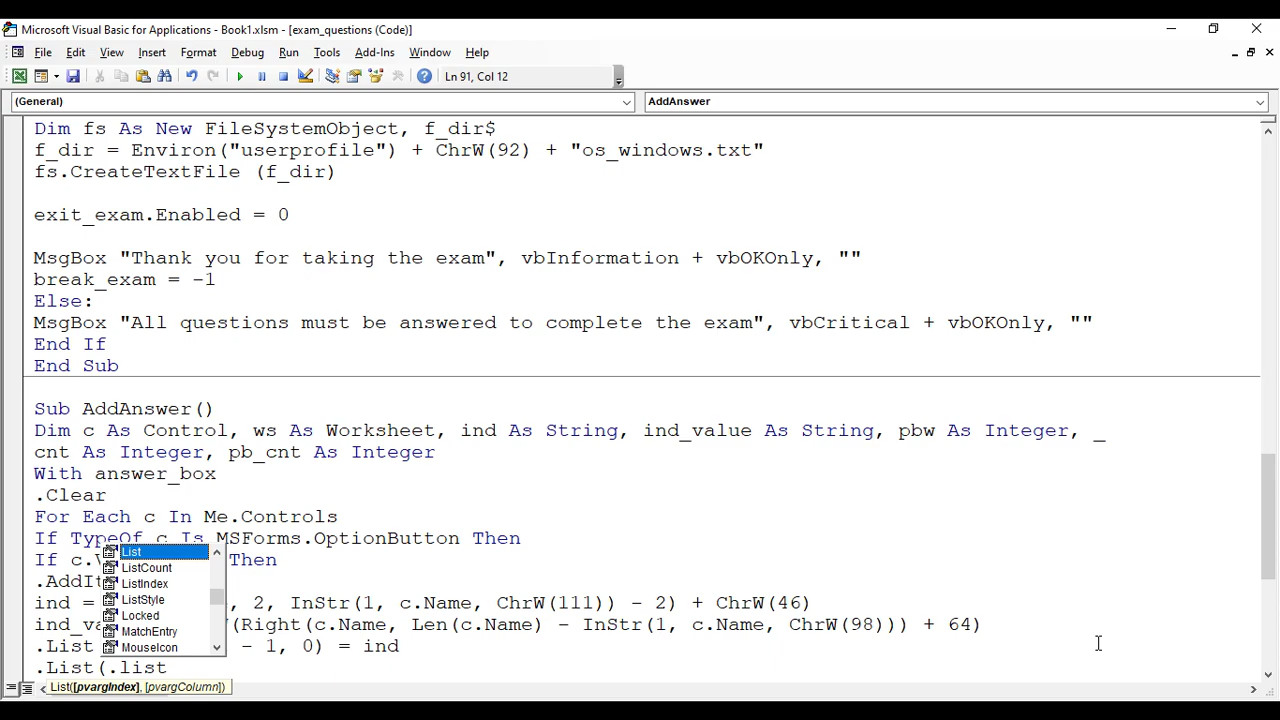 Microsoft Visual Basic for Applications - Book1.xlsm - [exam_questions (Code)]
File Edit View Insert Format Debug Run Tools Add-Ins Window Help
Ln 91, Col 12
(General) AddAnswer
Dim fs As New FileSystemObject, f_dir$
f_dir = Environ("userprofile") + ChrW(92) + "os_windows.txt"
fs.CreateTextFile (f_dir)
exit_exam.Enabled = 0
MsgBox "Thank you for taking the exam", vbInformation + vbOKOnly, ""
break_exam = -1
Else:
MsgBox "All questions must be answered to complete the exam", vbCritical + vbOKOnly, ""
End If
End Sub
Sub AddAnswer()
Dim c As Control, ws As Worksheet, ind As String, ind_value As String, pbw As Integer, _
cnt As Integer, pb_cnt As Integer
With answer_box
.Clear
For Each c In Me.Controls
If TypeOf c Is MSForms.OptionButton Then
List
If c. Then
ListCount
.AddIt
ListIndex
ListStyle
ind = , 2, InStr(1, c.Name, ChrW(111)) - 2) + ChrW(46)
Locked
ind_va (Right(c.Name, Len(c.Name) - InStr(1, c.Name, ChrW(98))) + 64)
MatchEntry
.List - 1, 0) = ind
MouseIcon
.List(.list
List([pvargIndex], [pvargColumn])